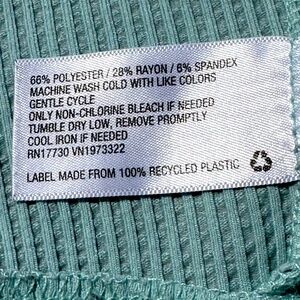 66% POLYESTER / 28% RAYON / 6% SPANDEX
MACHINE WASH COLD WITH LIKE COLORS
GENTLE CYCLE
ONLY NON-CHLORINE BLEACH IF NEEDED
TUMBLE DRY LOW, REMOVE PROMPTLY
COOL IRON IF NEEDED
RN17730 VN1973322
LABEL MADE FROM 100% RECYCLED PLASTIC